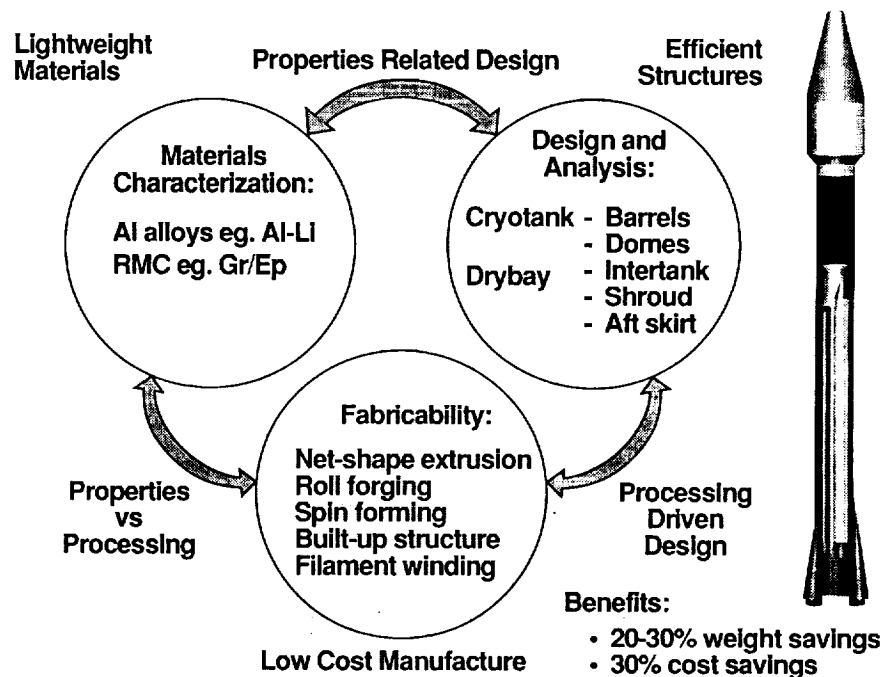 Lightweight
Materials
Properties Related Design
Efficient
Structures
Materials
Characterization:
Al alloys eg. Al-Li
RMC eg. Gr/Ep
Design and
Analysis:
Cryotank - Barrels
- Domes
Drybay - Intertank
- Shroud
- Aft skirt
Fabricability:
Net-shape extrusion
Roll forging
Spin forming
Built-up structure
Filament winding
Properties
vs
Processing
Processing
Driven
Design
Low Cost Manufacture
Benefits:
• 20-30% weight savings
• 30% cost savings